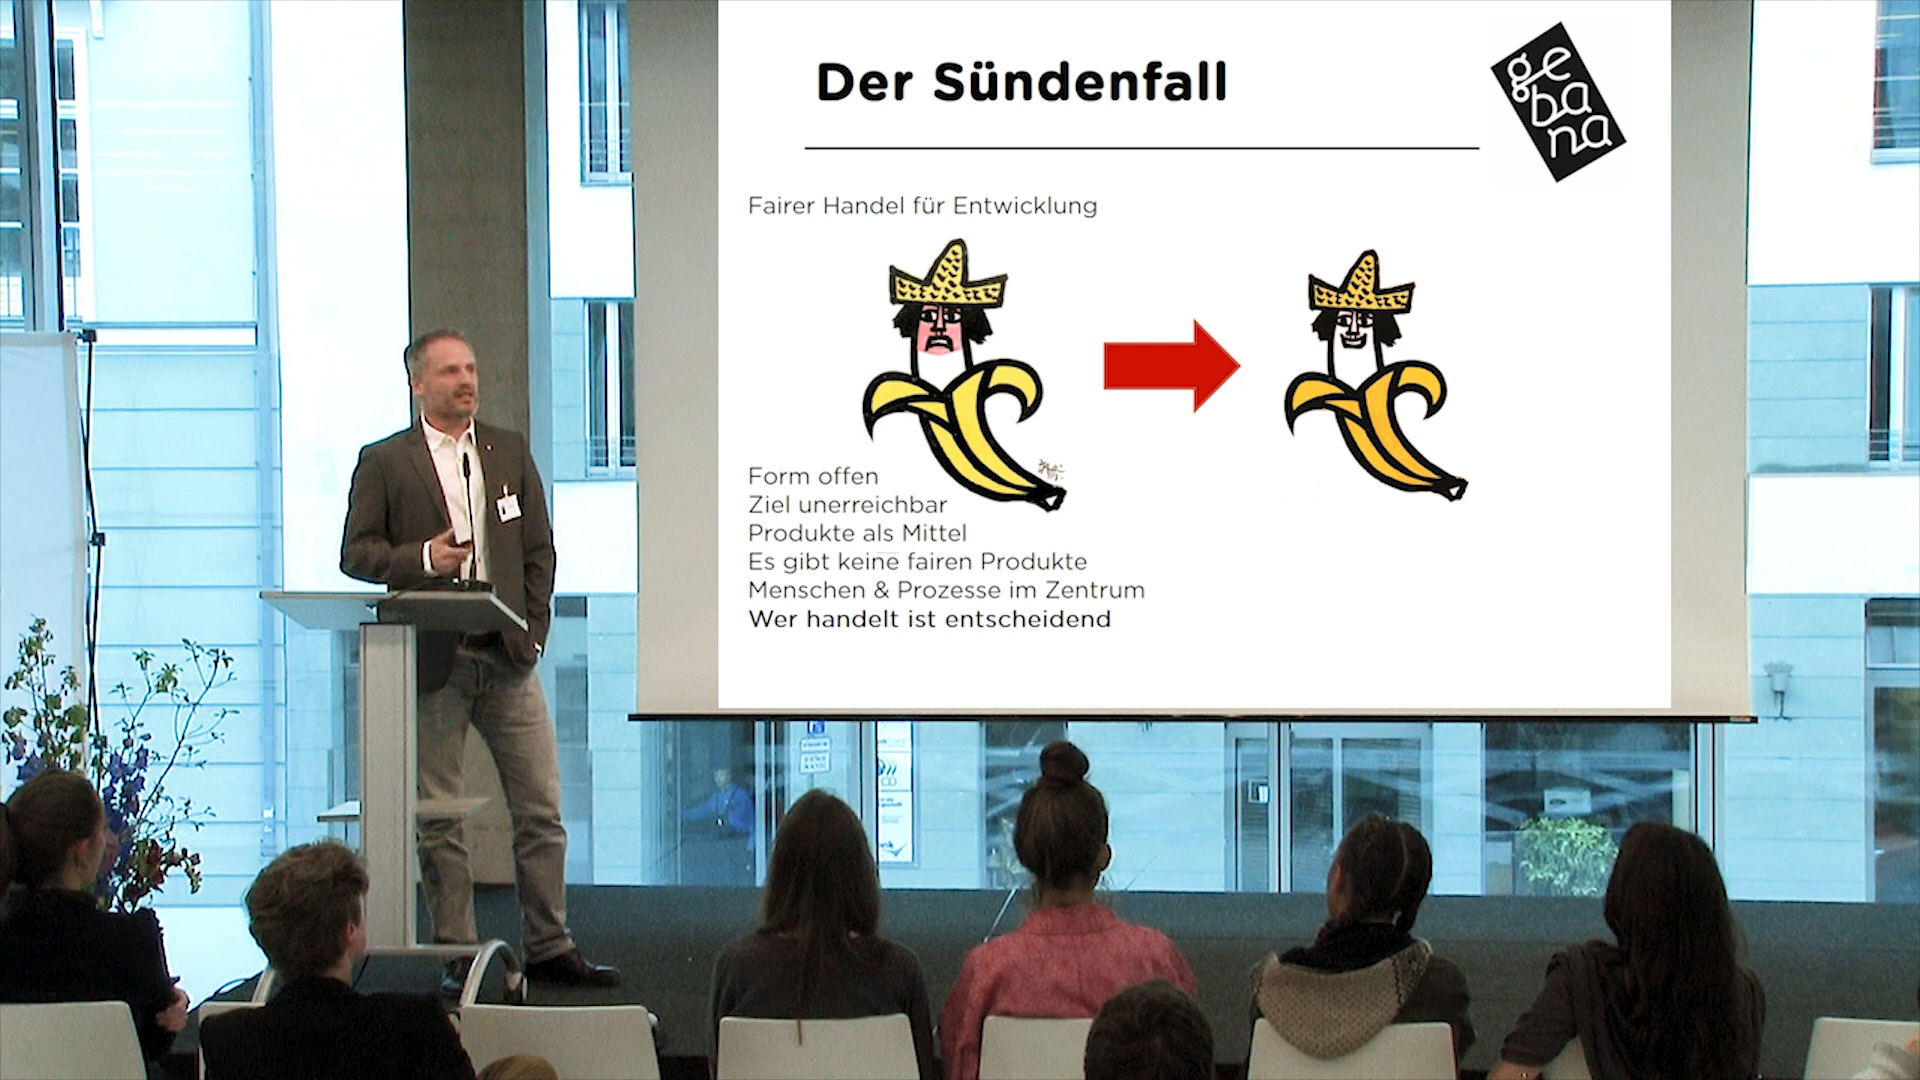 Der Sündenfall
ge
ba
na
Fairer Handel für Entwicklung
Form offen
Ziel unerreichbar
Produkte als Mittel
Es gibt keine fairen Produkte
Menschen & Prozesse im Zentrum
Wer handelt ist entscheidend
CD